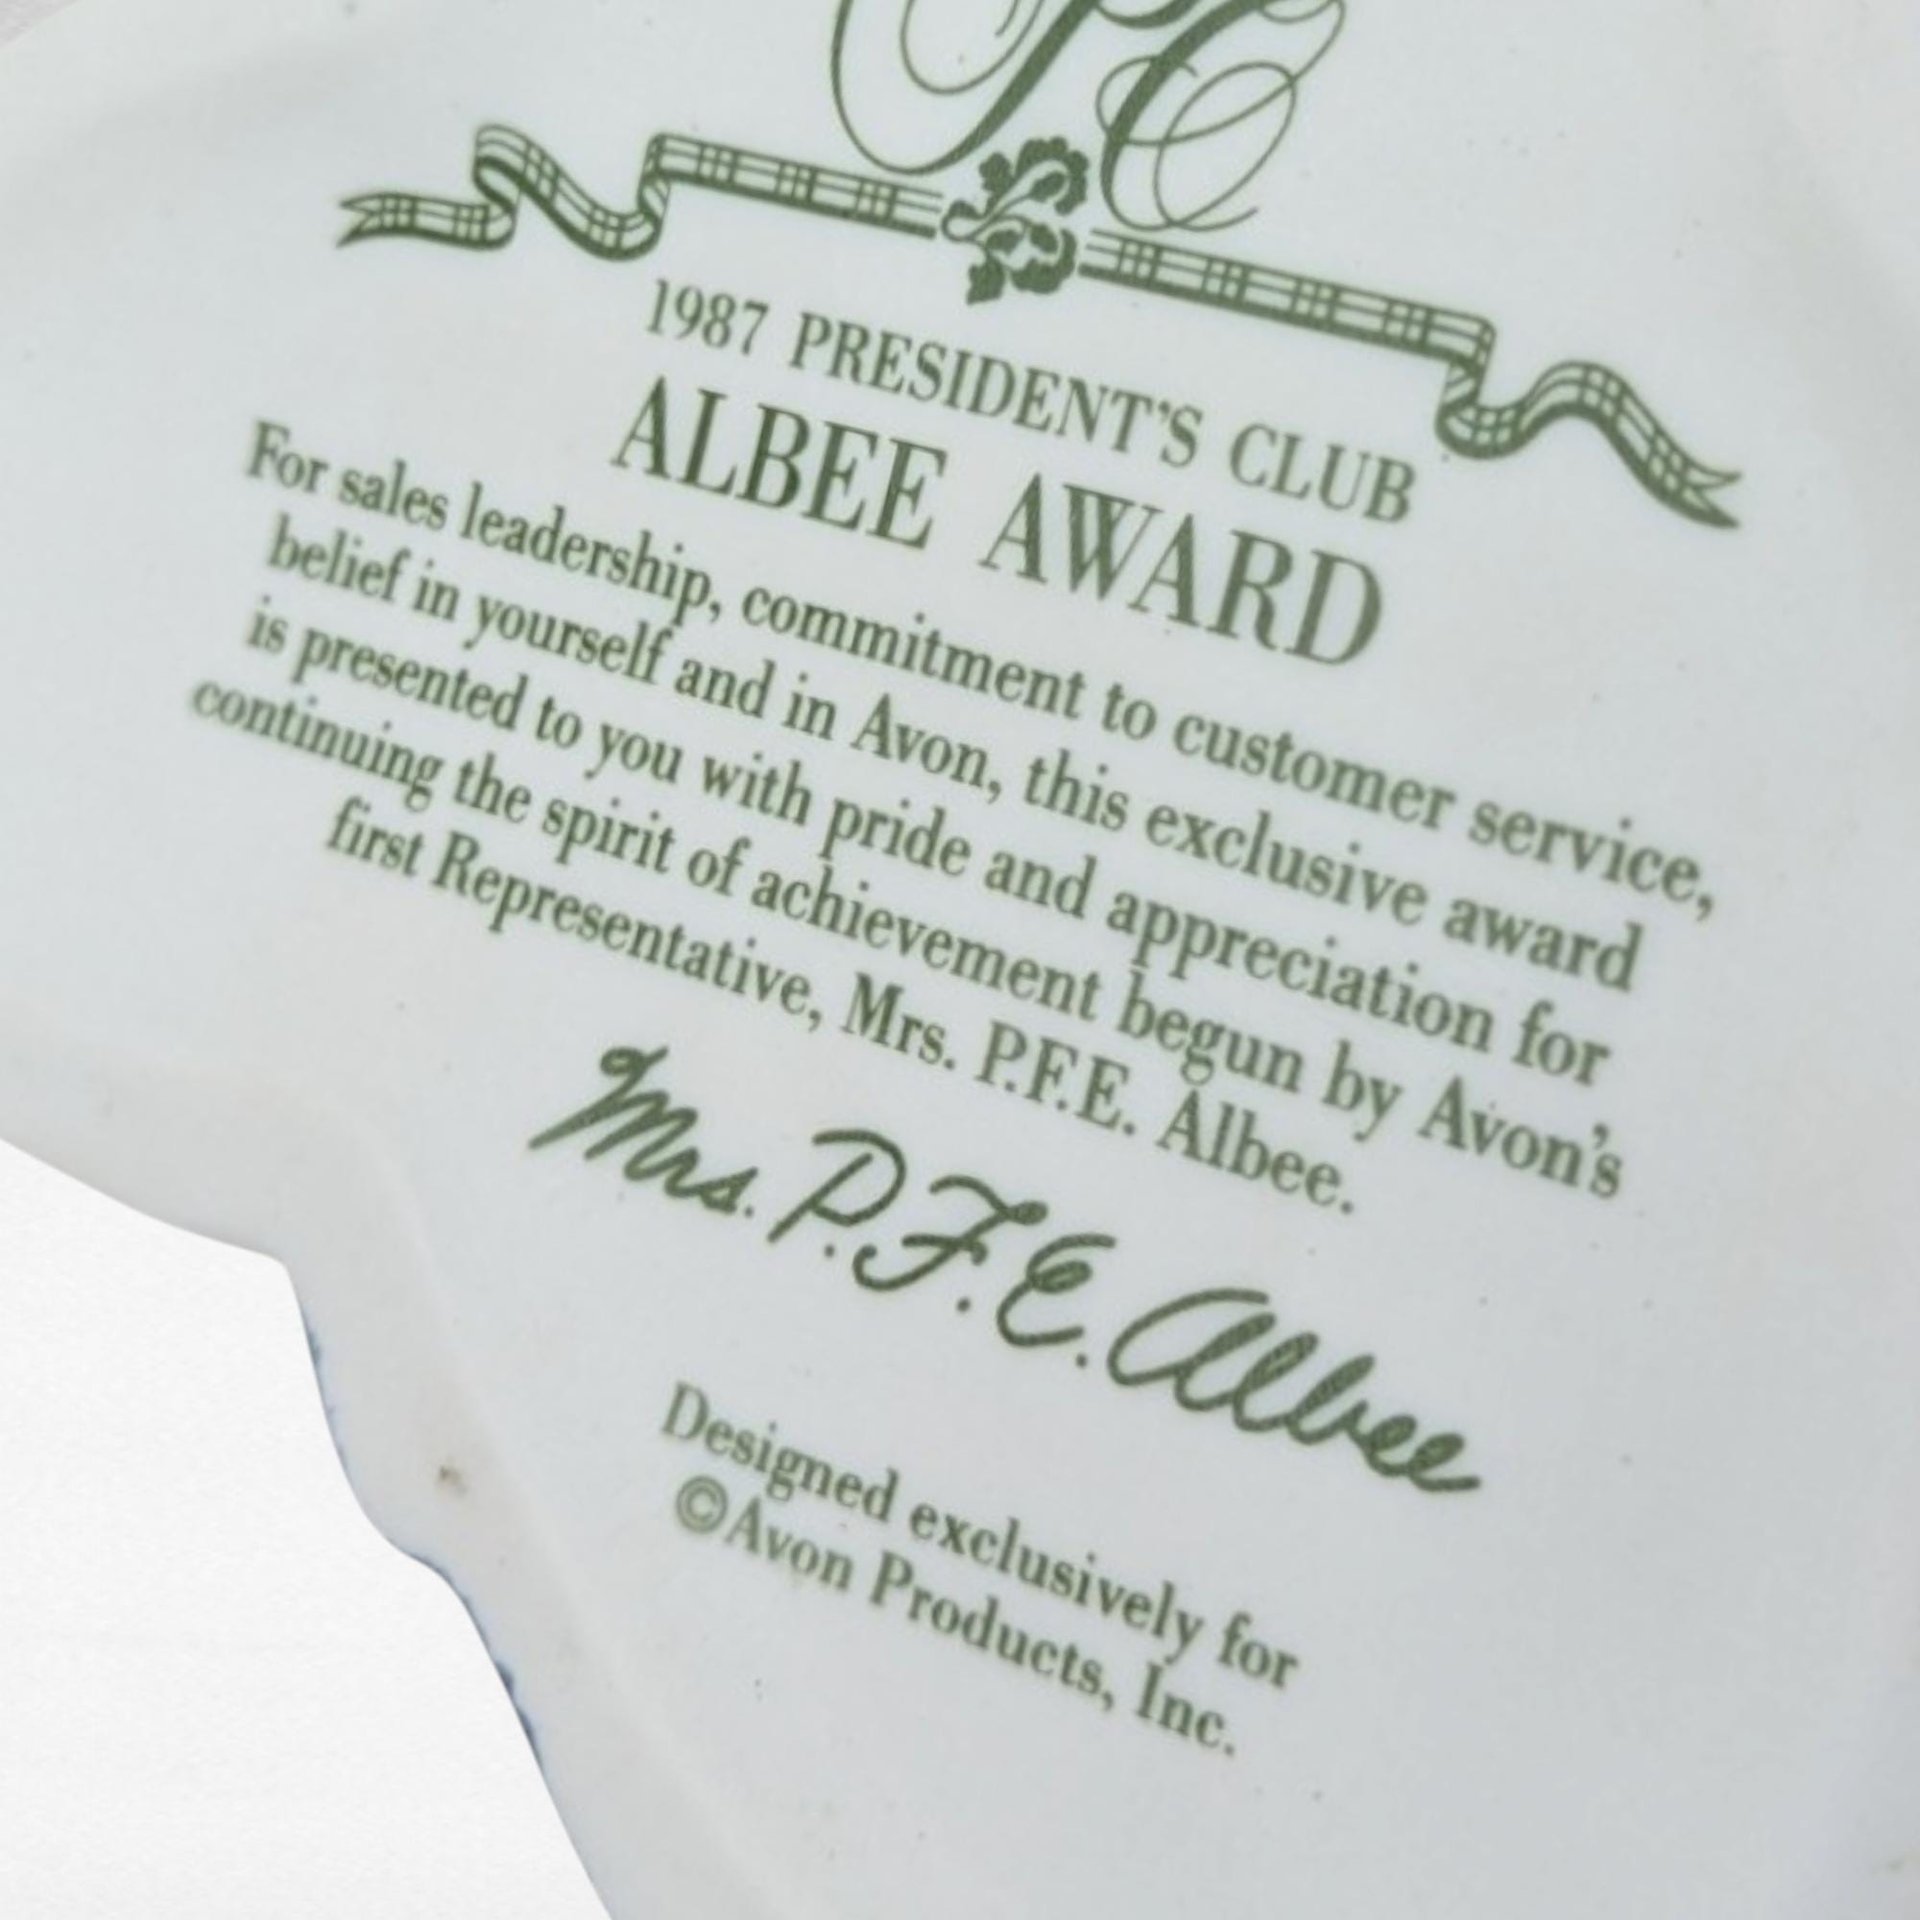 PE
1987 PRESIDENT'S CLUB
ALBEE AWARD
For sales leadership, commitment to customer service,
belief in yourself and in Avon, this exclusive award
is presented to you with pride and appreciation for
continuing the spirit of achievement begun by Avon's
first Representative, Mrs. P.F.E. Albee.
Mrs. P.F.E. Albee
Designed exclusively for
©Avon Products, Inc.